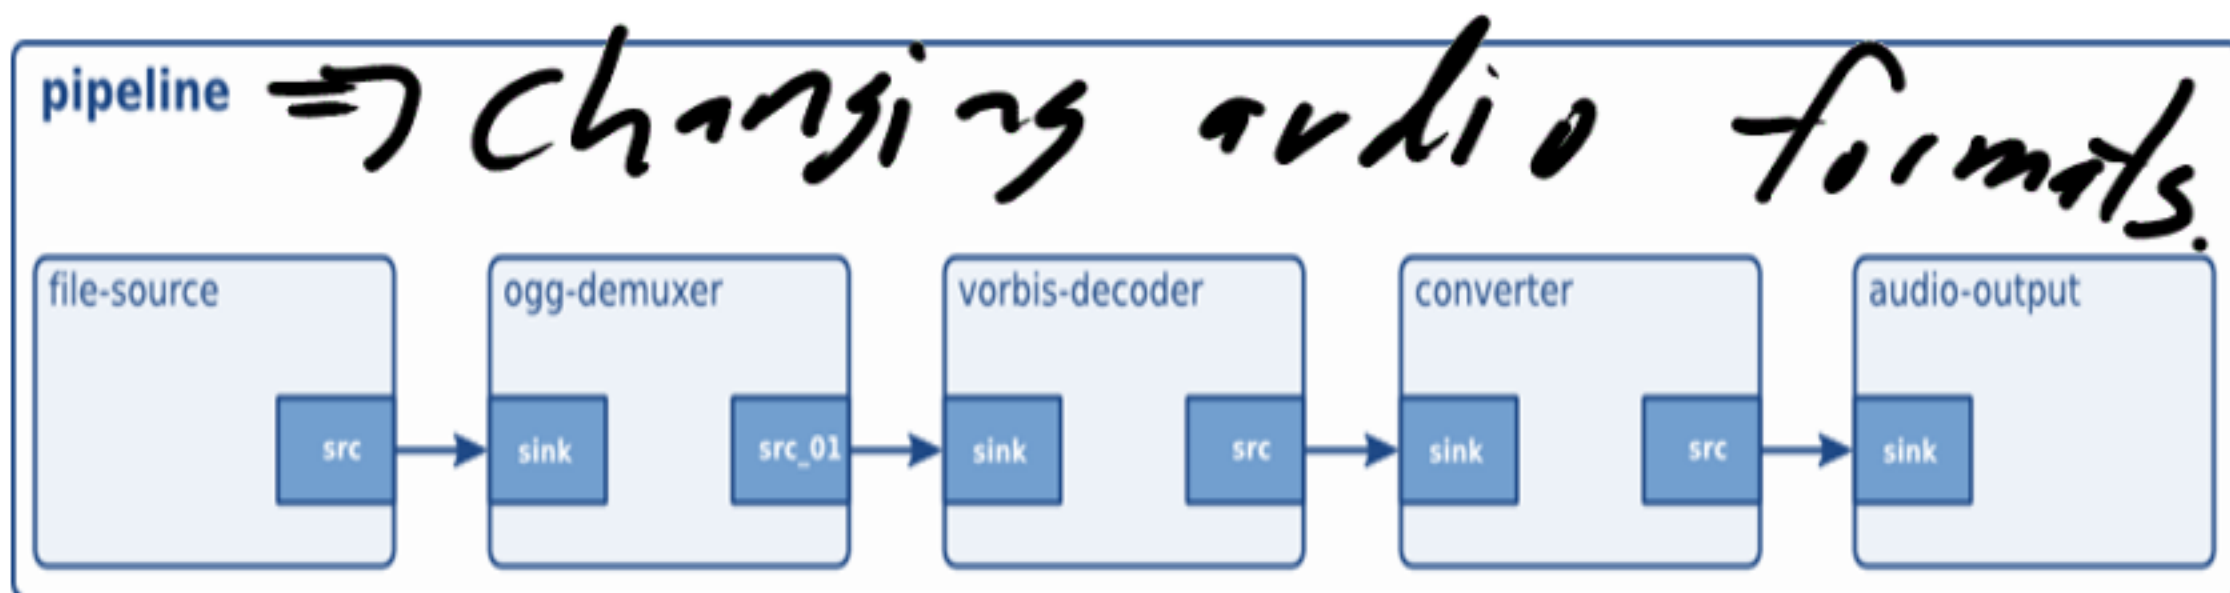 pipeline => Changing audio formats.
file-source ogg-demuxer vorbis-decoder converter audio-output
src sink src_01 sink src sink src sink